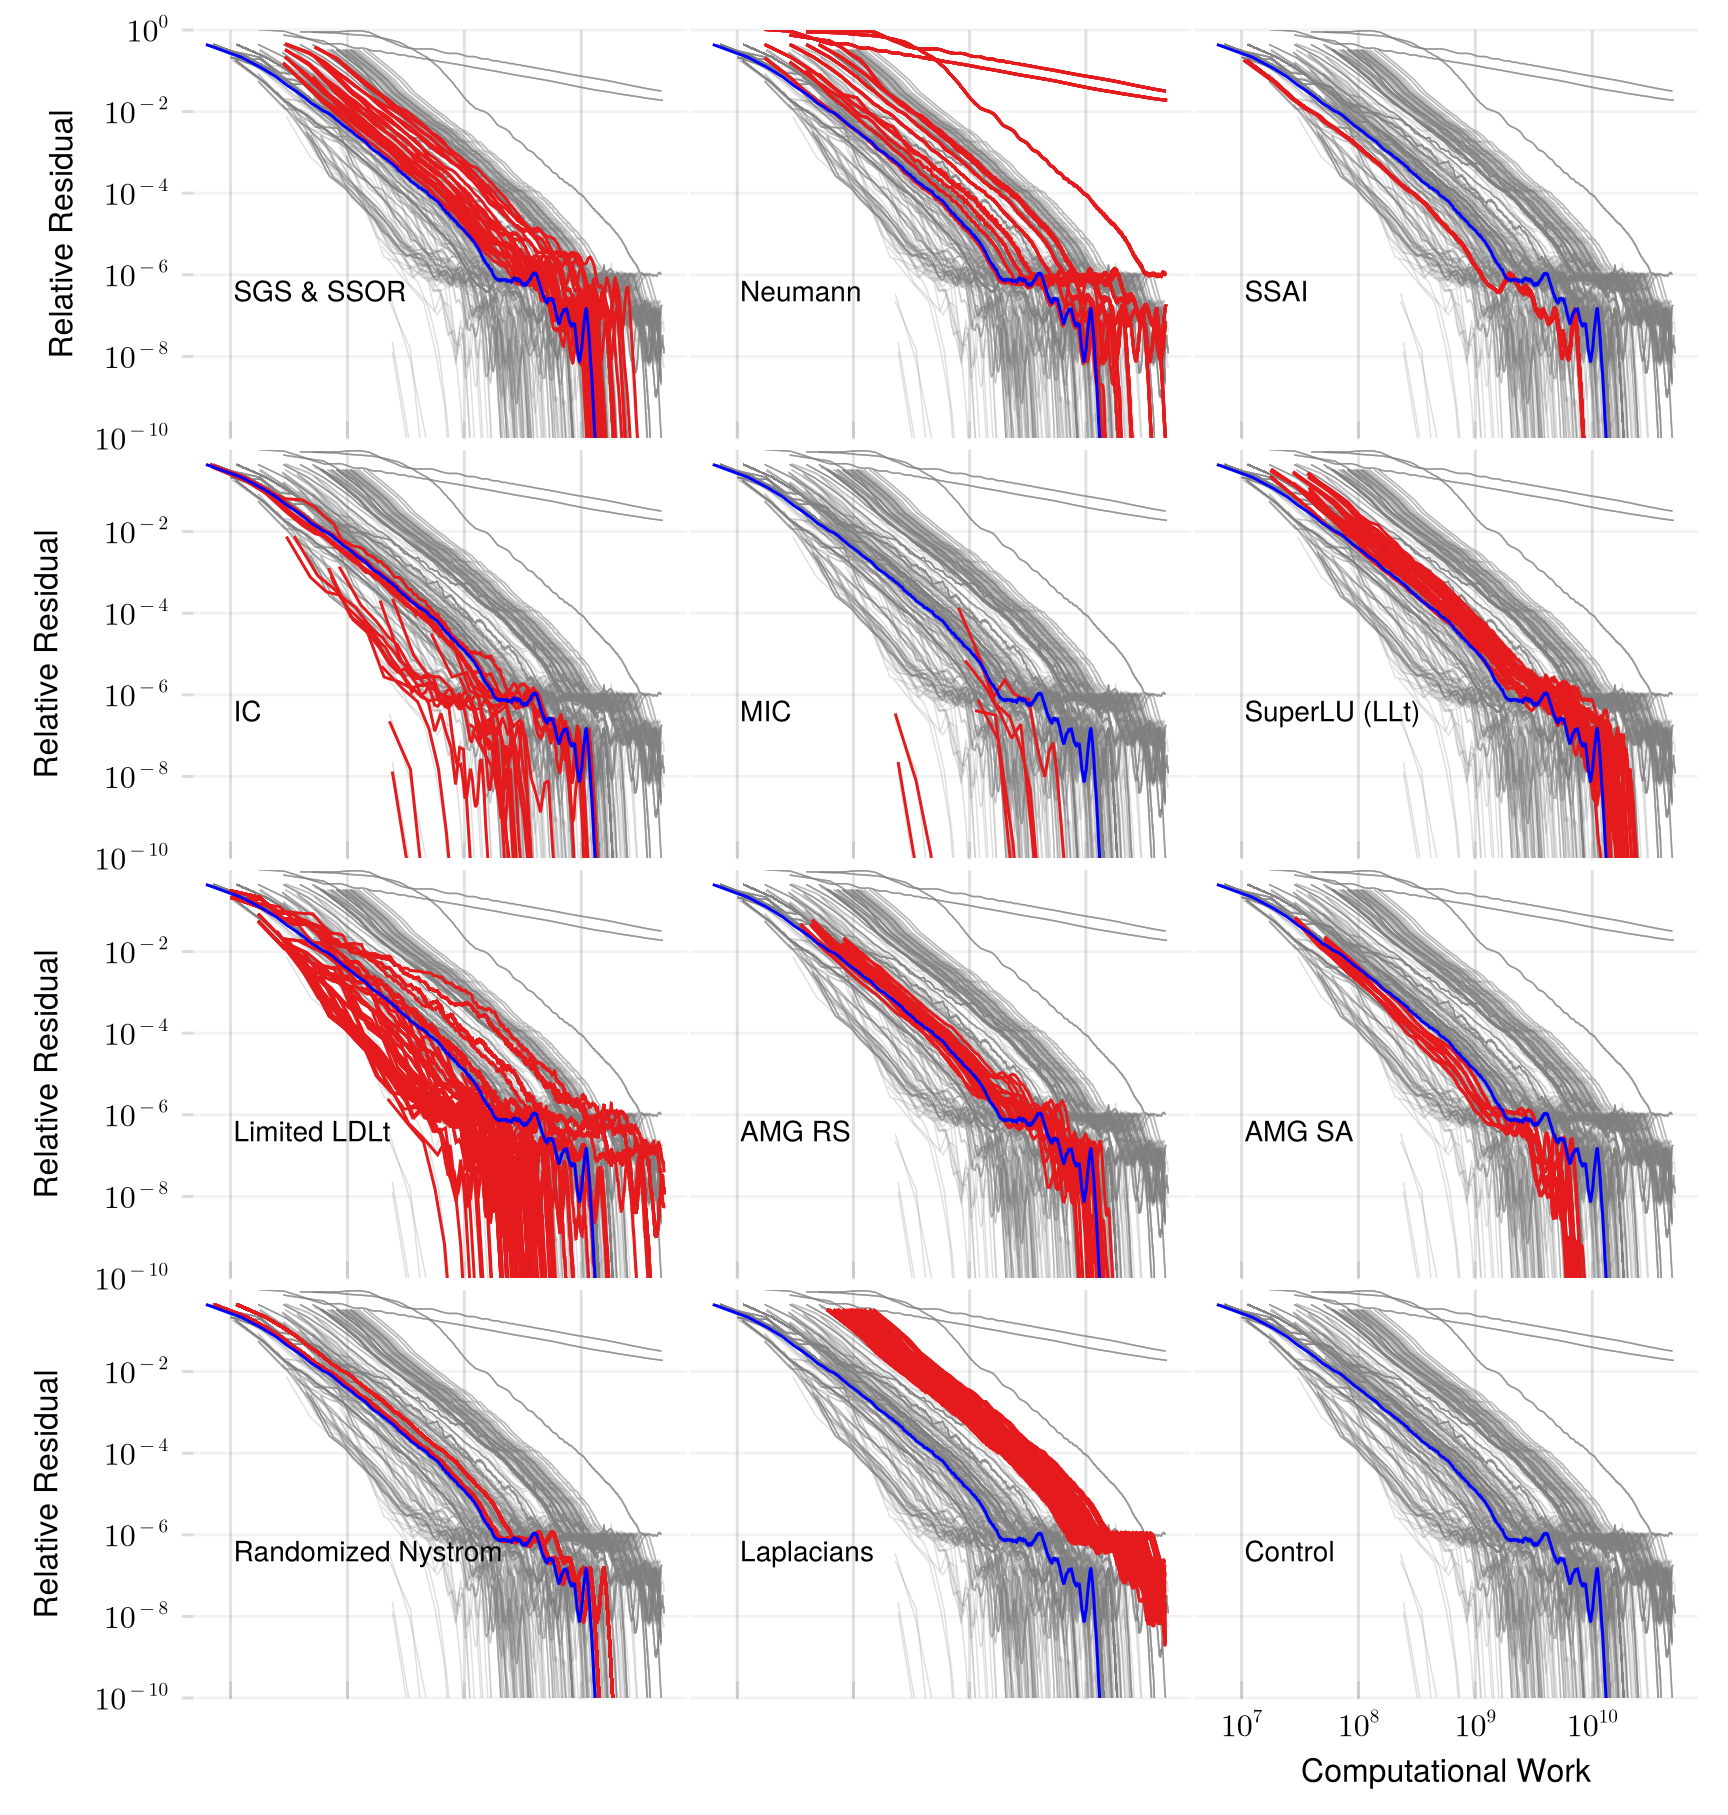 Relative Residual
10^0
10^-2
10^-4
10^-6
10^-8
10^-10
SGS & SSOR
Neumann
SSAI
Relative Residual
10^-2
10^-4
10^-6
10^-8
10^-10
IC
MIC
SuperLU (LLt)
Relative Residual
10^-2
10^-4
10^-6
10^-8
10^-10
Limited LDLt
AMG RS
AMG SA
Relative Residual
10^-2
10^-4
10^-6
10^-8
10^-10
Randomized Nystrom
Laplacians
Control
10^7 10^8 10^9 10^10
Computational Work